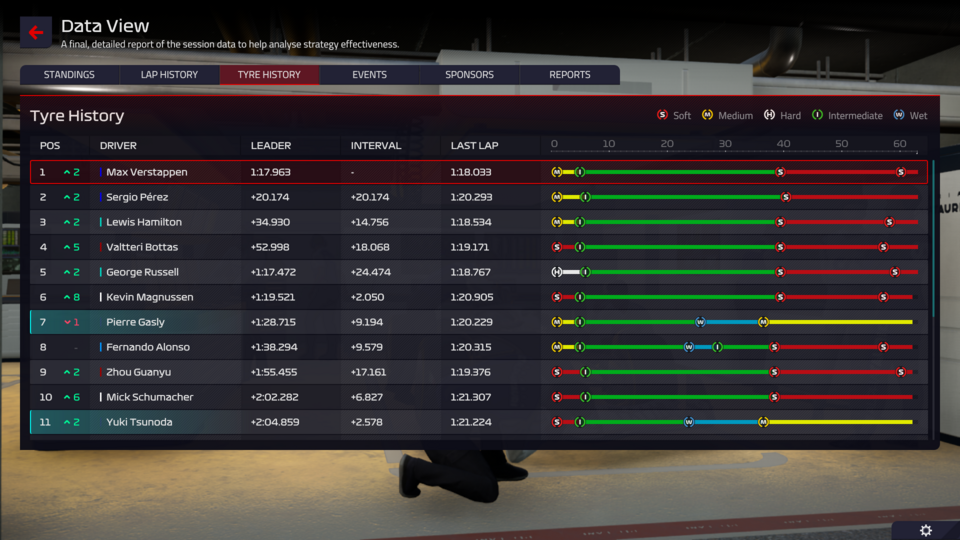 Data View
A final, detailed report of the session data to help analyse strategy effectiveness.
STANDINGS LAP HISTORY TYRE HISTORY EVENTS SPONSORS REPORTS
Tyre History S Soft M Medium H Hard I Intermediate W Wet
POS DRIVER LEADER INTERVAL LAST LAP 0 10 20 30 40 50 60
1 2 Max Verstappen 1:17.963 - 1:18.033 M I S S
2 2 Sergio Pérez +20.174 +20.174 1:20.293 M I S
3 2 Lewis Hamilton +34.930 +14.756 1:18.534 M I S S
4 5 Valtteri Bottas +52.998 +18.068 1:19.171 S I S S
5 2 George Russell +1:17.472 +24.474 1:18.767 H I S S
6 8 Kevin Magnussen +1:19.521 +2.050 1:20.905 S I S S
7 1 Pierre Gasly +1:28.715 +9.194 1:20.229 M I W M
8 - Fernando Alonso +1:38.294 +9.579 1:20.315 M I W I S S
9 2 Zhou Guanyu +1:55.455 +17.161 1:19.376 S I S S
10 6 Mick Schumacher +2:02.282 +6.827 1:21.307 S I S
11 2 Yuki Tsunoda +2:04.859 +2.578 1:21.224 S I W M